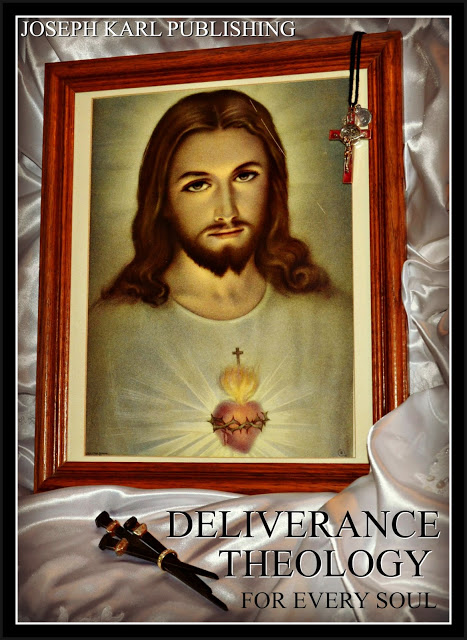 JOSEPH KARL PUBLISHING
DELIVERANCE
THEOLOGY
FOR EVERY SOUL